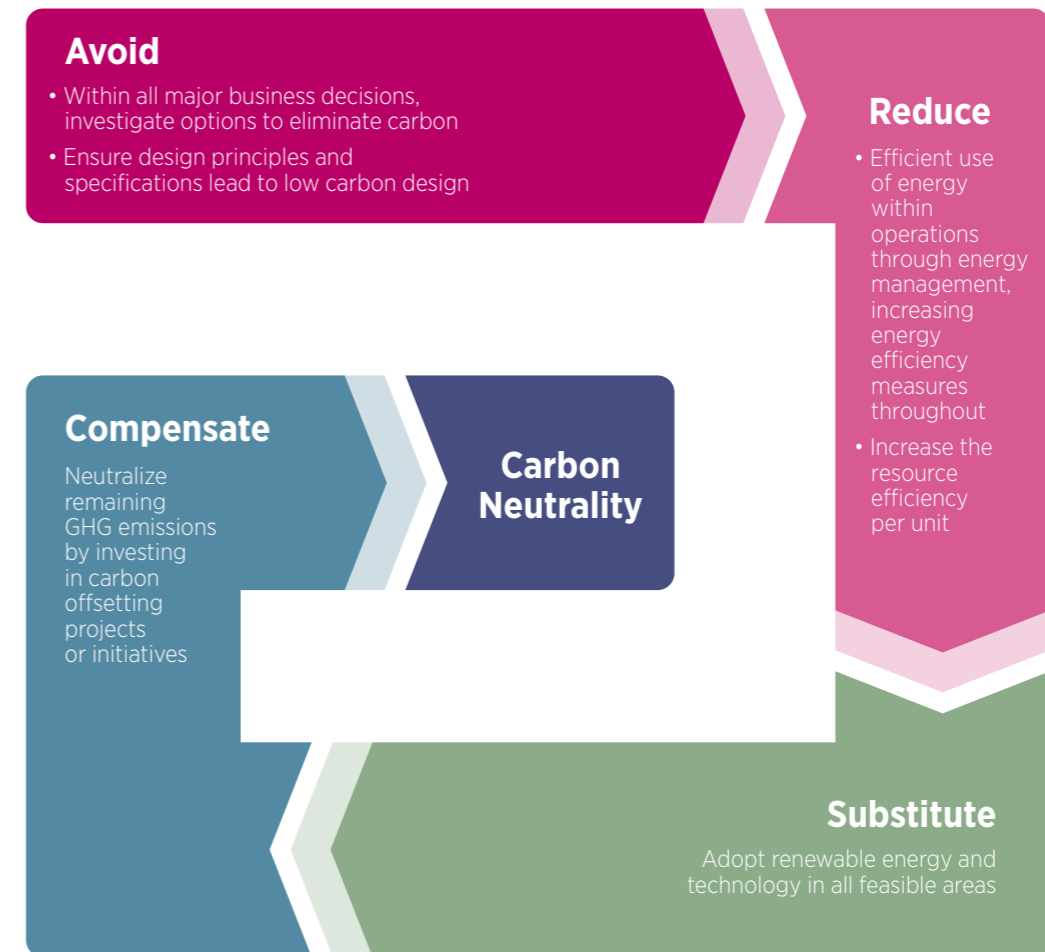 Avoid
• Within all major business decisions,
investigate options to eliminate carbon
• Ensure design principles and
specifications lead to low carbon design
Reduce
• Efficient use
of energy
within
operations
through energy
management,
increasing
energy
efficiency
measures
throughout
• Increase the
resource
efficiency
per unit
Substitute
Adopt renewable energy and
technology in all feasible areas
Compensate
Neutralize
remaining
GHG emissions
by investing
in carbon
offsetting
projects
or initiatives
Carbon
Neutrality